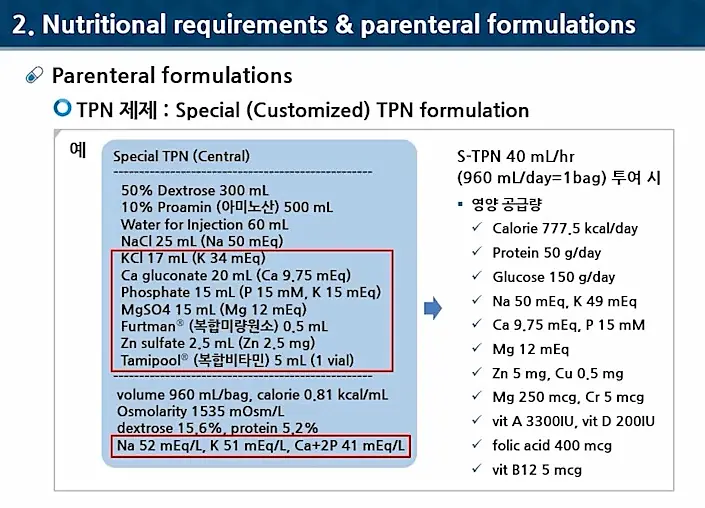 2. Nutritional requirements & parenteral formulations
Parenteral formulations
TPN 제제 : Special (Customized) TPN formulation
예
Special TPN (Central)
--------------------------------------------------
50% Dextrose 300 mL
10% Proamin (아미노산) 500 mL
Water for Injection 60 mL
NaCl 25 mL (Na 50 mEq)
KCl 17 mL (K 34 mEq)
Ca gluconate 20 mL (Ca 9.75 mEq)
Phosphate 15 mL (P 15 mM, K 15 mEq)
MgSO4 15 mL (Mg 12 mEq)
Furtman® (복합미량원소) 0.5 mL
Zn sulfate 2.5 mL (Zn 2.5 mg)
Tamipool® (복합비타민) 5 mL (1 vial)
--------------------------------------------------
volume 960 mL/bag, calorie 0.81 kcal/mL
Osmolarity 1535 mOsm/L
dextrose 15.6%, protein 5.2%
Na 52 mEq/L, K 51 mEq/L, Ca+2P 41 mEq/L
S-TPN 40 mL/hr
(960 mL/day=1bag) 투여 시
▪ 영양 공급량
✓ Calorie 777.5 kcal/day
✓ Protein 50 g/day
✓ Glucose 150 g/day
✓ Na 50 mEq, K 49 mEq
✓ Ca 9.75 mEq, P 15 mM
✓ Mg 12 mEq
✓ Zn 5 mg, Cu 0.5 mg
✓ Mg 250 mcg, Cr 5 mcg
✓ vit A 3300IU, vit D 200IU
✓ folic acid 400 mcg
✓ vit B12 5 mcg